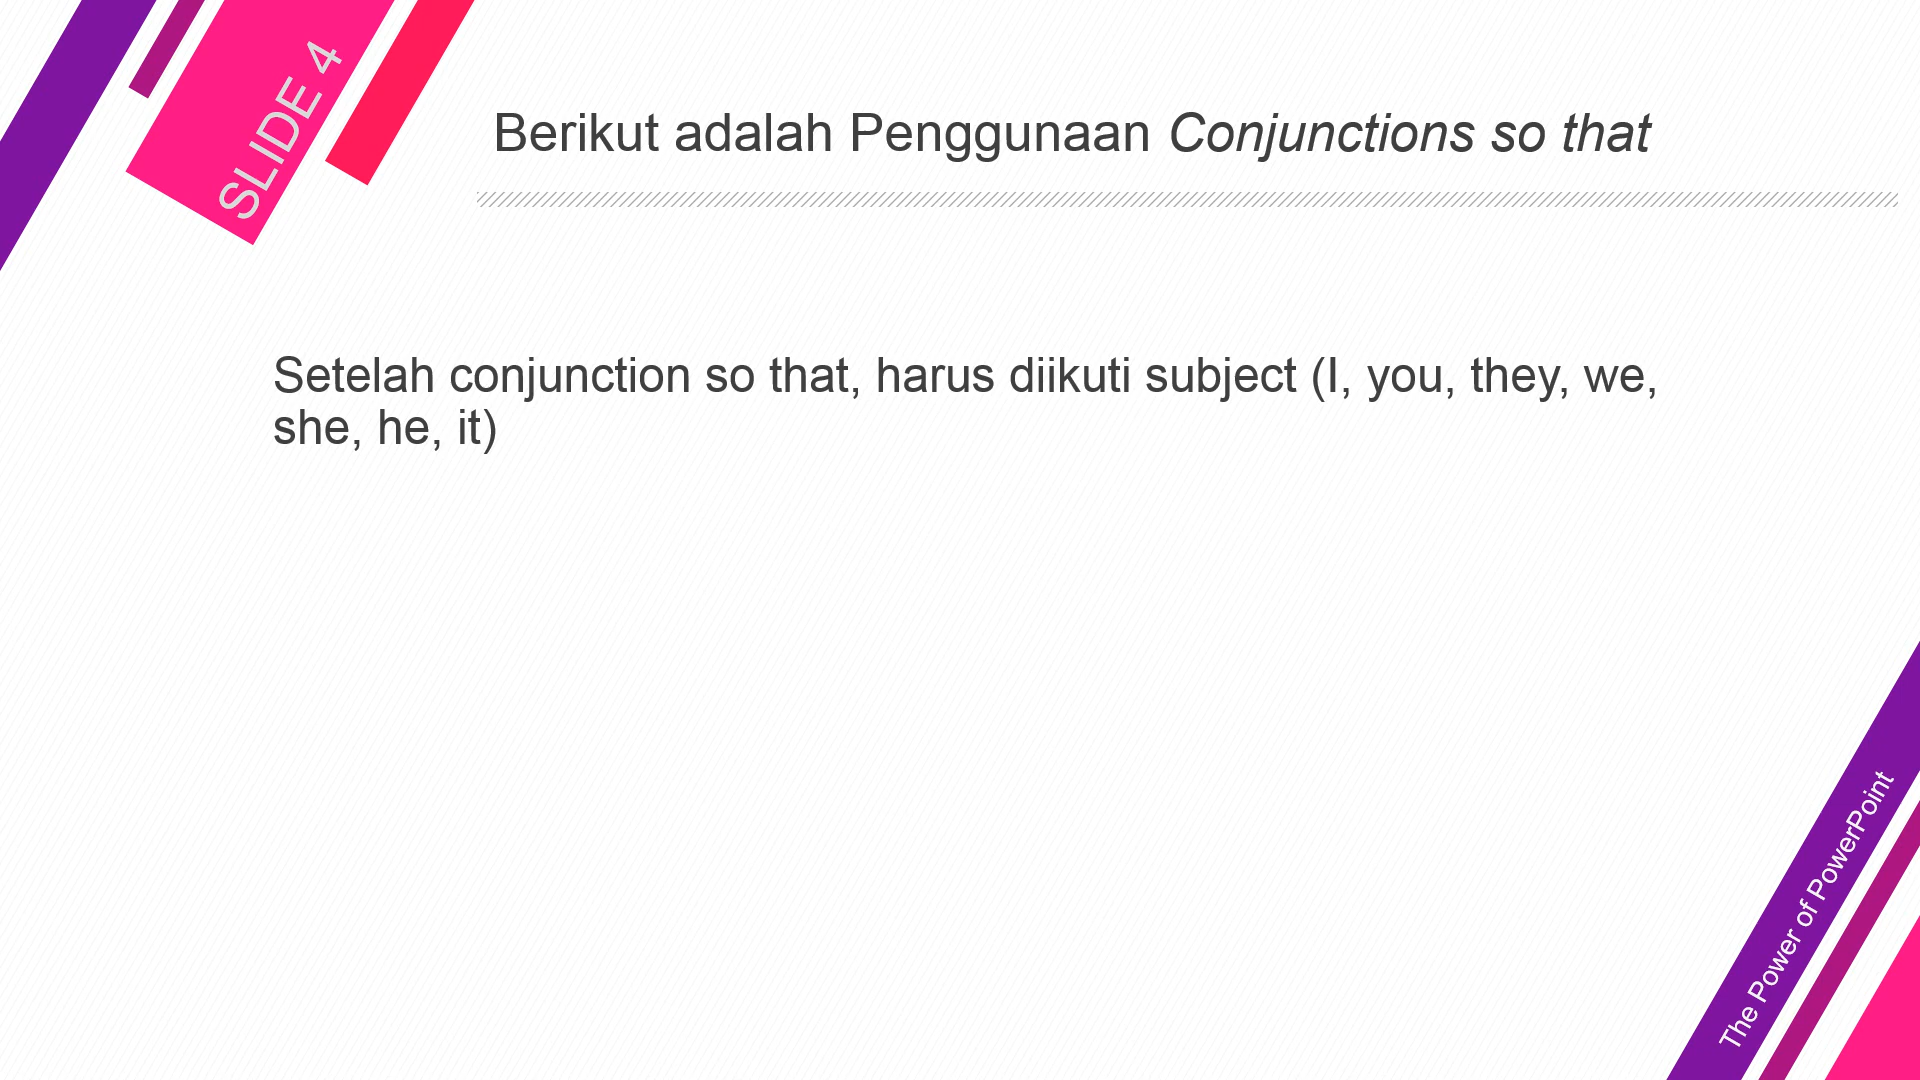 SLIDE 4
Berikut adalah Penggunaan Conjunctions so that
Setelah conjunction so that, harus diikuti subject (I, you, they, we,
she, he, it)
The Power of PowerPoint